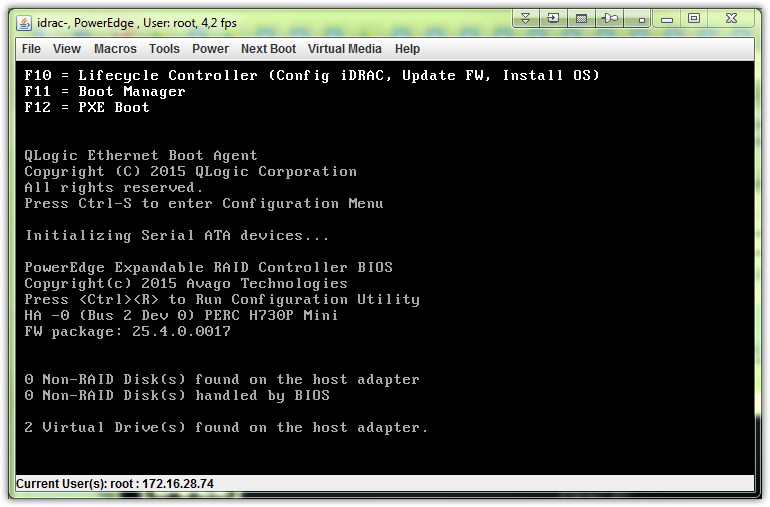 idrac-, PowerEdge , User: root, 4,2 fps
File View Macros Tools Power Next Boot Virtual Media Help
F10 = Lifecycle Controller (Config iDRAC, Update FW, Install OS)
F11 = Boot Manager
F12 = PXE Boot
QLogic Ethernet Boot Agent
Copyright (C) 2015 QLogic Corporation
All rights reserved.
Press Ctrl-S to enter Configuration Menu
Initializing Serial ATA devices...
PowerEdge Expandable RAID Controller BIOS
Copyright(c) 2015 Avago Technologies
Press <Ctrl><R> to Run Configuration Utility
HA -0 (Bus 2 Dev 0) PERC H730P Mini
FW package: 25.4.0.0017
0 Non-RAID Disk(s) found on the host adapter
0 Non-RAID Disk(s) handled by BIOS
2 Virtual Drive(s) found on the host adapter.
Current User(s): root : 172.16.28.74